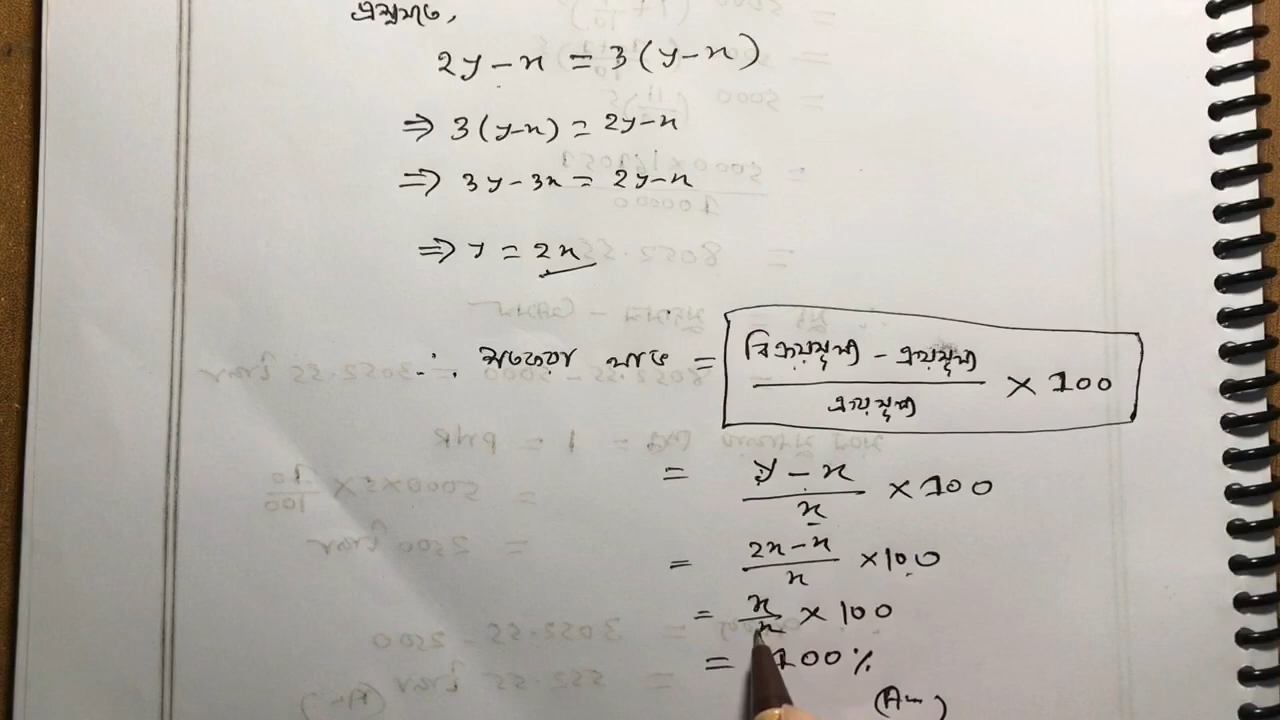 প্রশ্নমতে,
2y - x = 3(y-x)
⇒ 3(y-x) = 2y-x
⇒ 3y-3x = 2y-x
⇒ y = 2x
∴ শতকরা লাভ = (বিক্রয়মূল্য - ক্রয়মূল্য) / ক্রয়মূল্য × 100
= (y - x) / x × 100
= (2x-x) / x × 100
= x / x × 100
= 100%
(Ans)